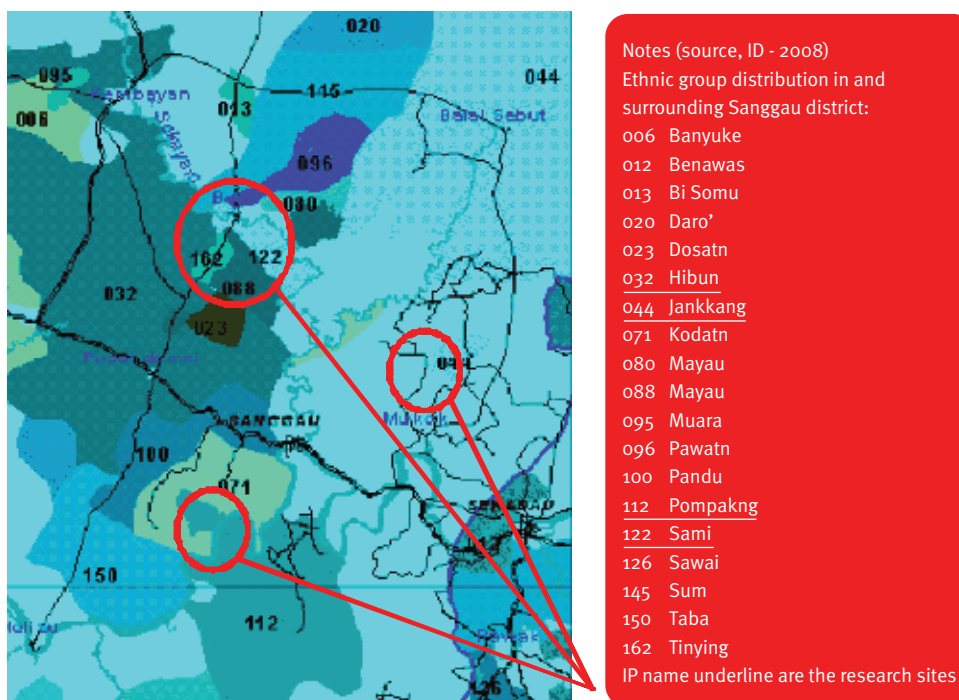 020
095
044
145
013
006
Balai Sebut
Sekayam
096
080
162
122
088
032
023
044
SANGGAU
100
071
150
112
Notes (source, ID - 2008)
Ethnic group distribution in and
surrounding Sanggau district:
006 Banyuke
012 Benawas
013 Bi Somu
020 Daro’
023 Dosatn
032 Hibun
044 Jankkang
071 Kodatn
080 Mayau
088 Mayau
095 Muara
096 Pawatn
100 Pandu
112 Pompakng
122 Sami
126 Sawai
145 Sum
150 Taba
162 Tinying
IP name underline are the research sites